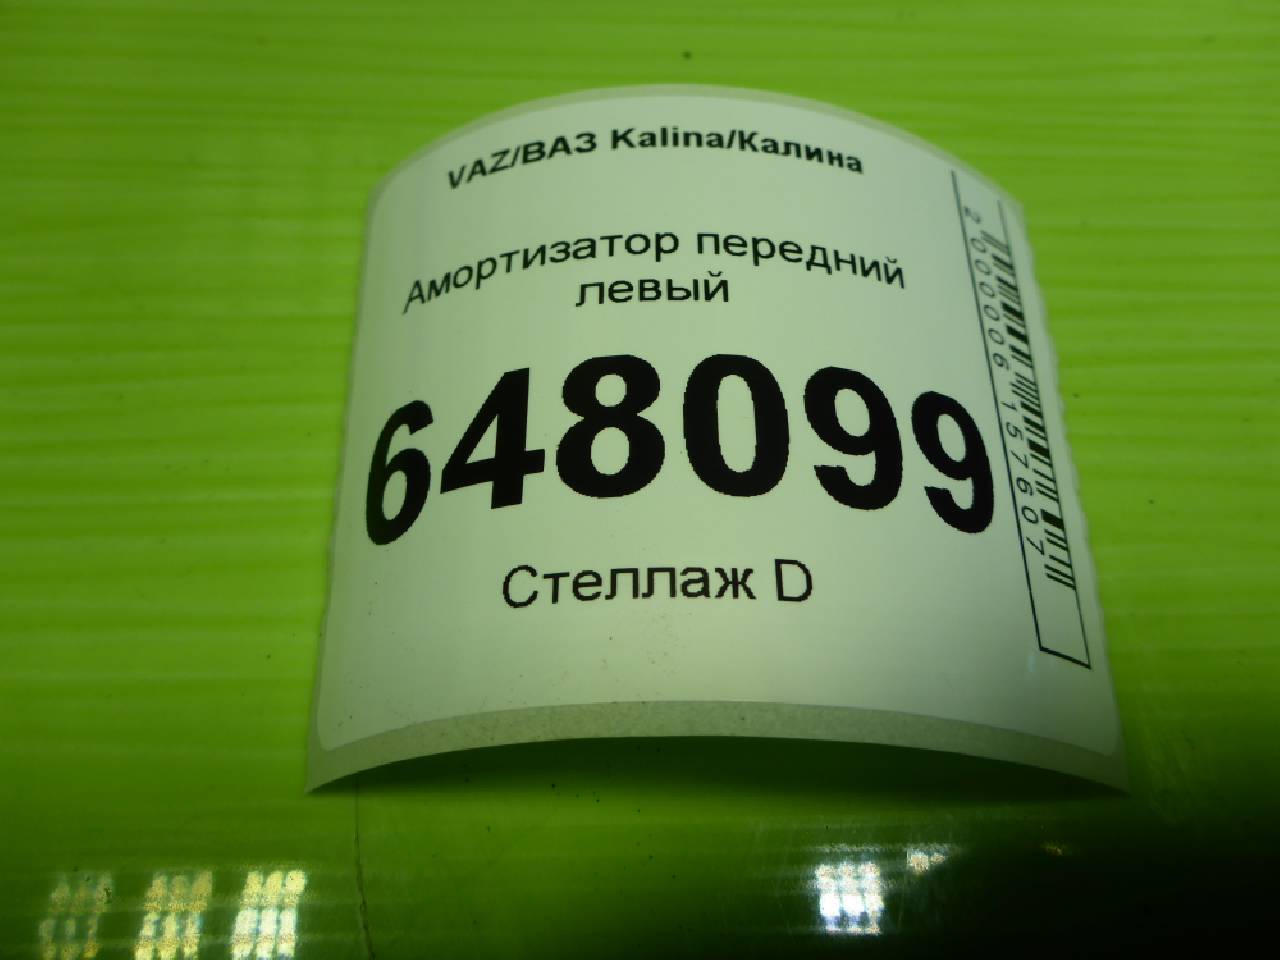 VAZ/ВАЗ Kalina/Калина
Амортизатор передний
левый
648099
Стеллаж D
2000006157607